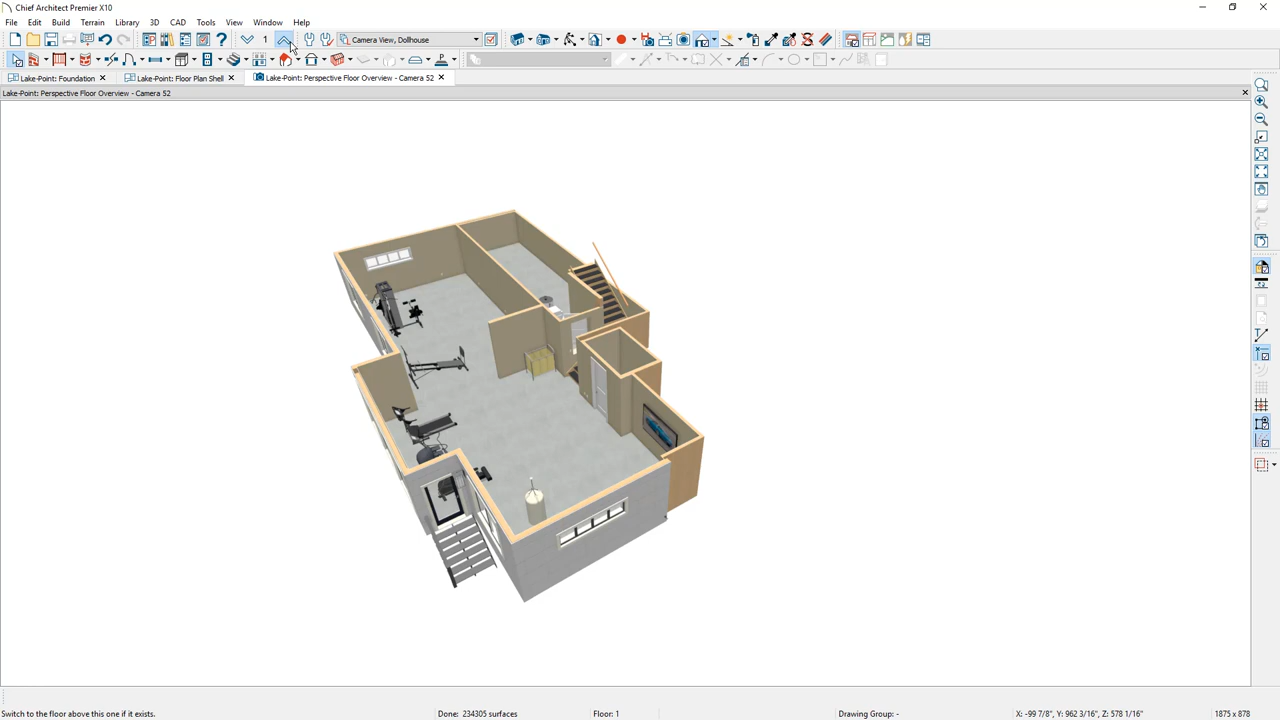 Chief Architect Premier X10
File Edit Build Terrain Library 3D CAD Tools View Window Help
1 Camera View, Dollhouse
Lake-Point: Foundation Lake-Point: Floor Plan Shell Lake-Point: Perspective Floor Overview - Camera 52
Lake-Point: Perspective Floor Overview - Camera 52
Switch to the floor above this one if it exists. Done: 234305 surfaces Floor: 1 Drawing Group: - X: -99 7/8", Y: 962 3/16", Z: 578 1/16" 1875 x 878